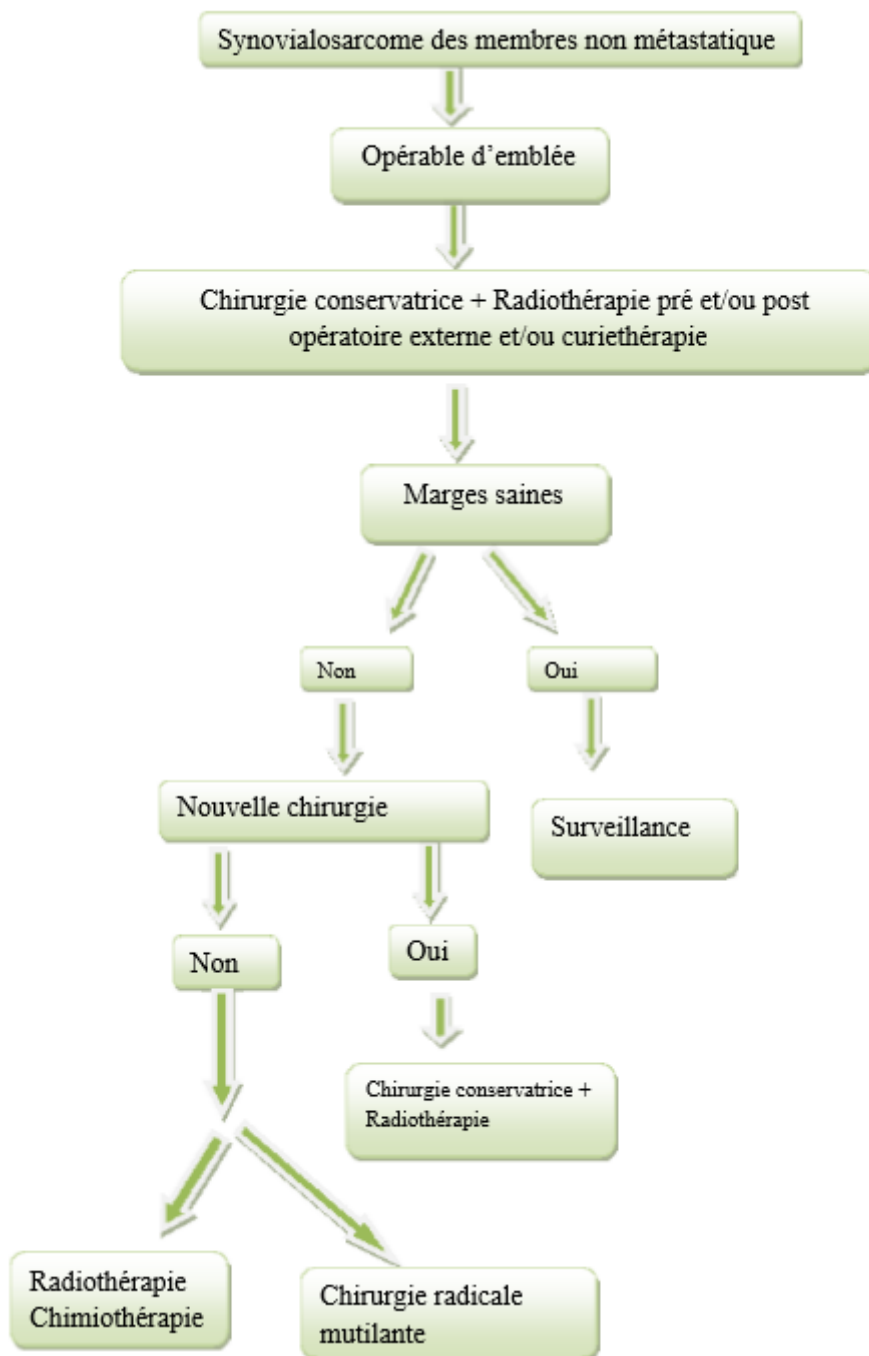 Synovialosarcome des membres non métastatique
Opérable d’emblée
Chirurgie conservatrice + Radiothérapie pré et/ou post
opératoire externe et/ou curiethérapie
Marges saines
Non
Oui
Nouvelle chirurgie
Surveillance
Non
Oui
Chirurgie conservatrice +
Radiothérapie
Radiothérapie
Chimiothérapie
Chirurgie radicale
mutilante